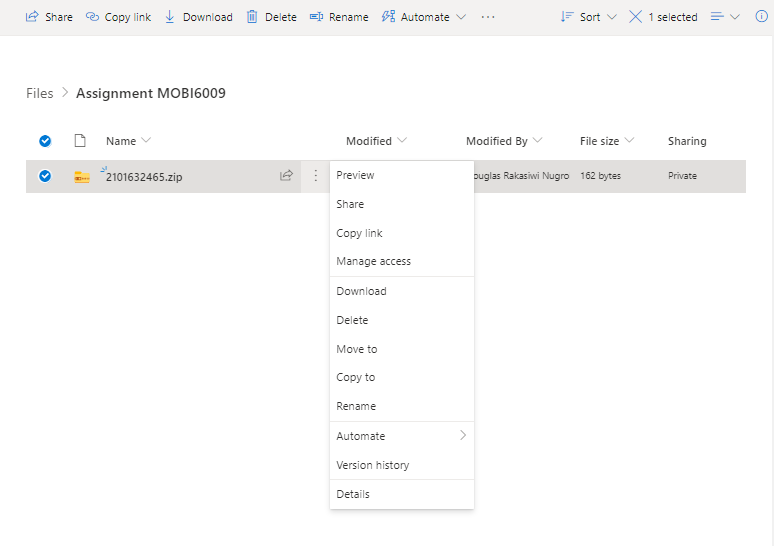 Share Copy link Download Delete Rename Automate ... Sort 1 selected
Files > Assignment MOBI6009
Name Modified Modified By File size Sharing
2101632465.zip ouglas Rakasiwi Nugro 162 bytes Private
Preview
Share
Copy link
Manage access
Download
Delete
Move to
Copy to
Rename
Automate
Version history
Details